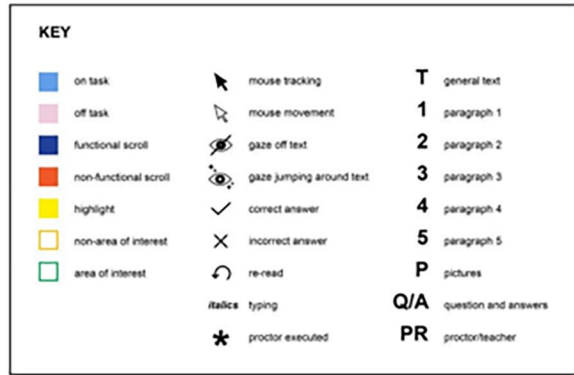 KEY
on task
off task
functional scroll
non-functional scroll
highlight
non-area of interest
area of interest
mouse tracking
mouse movement
gaze off text
gaze jumping around text
correct answer
incorrect answer
re-read
italics typing
proctor executed
T general text
1 paragraph 1
2 paragraph 2
3 paragraph 3
4 paragraph 4
5 paragraph 5
P pictures
Q/A question and answers
PR proctor/teacher